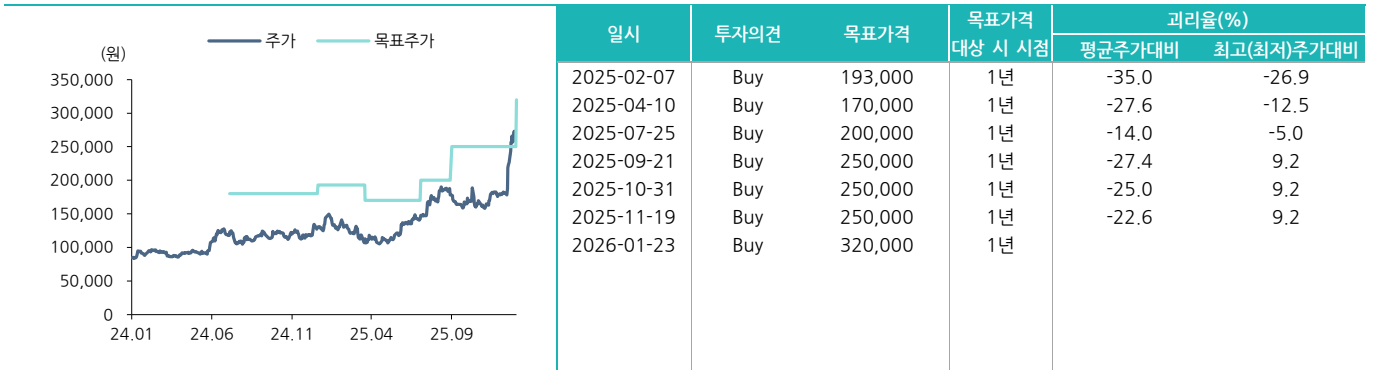 주가 목표주가
(원)
350,000
300,000
250,000
200,000
150,000
100,000
50,000
0
24.01 24.06 24.11 25.04 25.09
일시 투자의견 목표가격 목표가격 대상 시 시점 괴리율(%)
평균주가대비 최고(최저)주가대비
2025-02-07 Buy 193,000 1년 -35.0 -26.9
2025-04-10 Buy 170,000 1년 -27.6 -12.5
2025-07-25 Buy 200,000 1년 -14.0 -5.0
2025-09-21 Buy 250,000 1년 -27.4 9.2
2025-10-31 Buy 250,000 1년 -25.0 9.2
2025-11-19 Buy 250,000 1년 -22.6 9.2
2026-01-23 Buy 320,000 1년